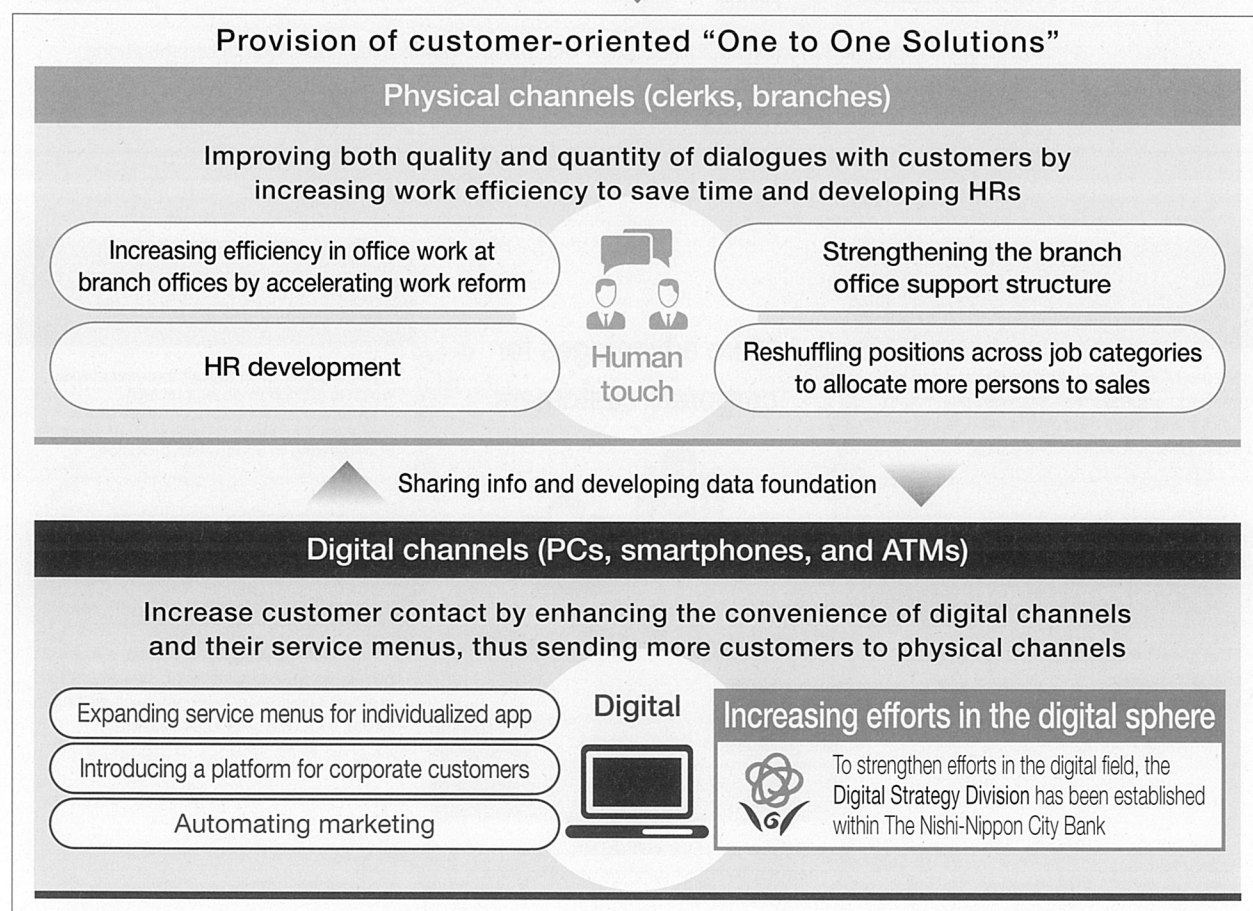 Provision of customer-oriented “One to One Solutions”
Physical channels (clerks, branches)
Improving both quality and quantity of dialogues with customers by
increasing work efficiency to save time and developing HRs
Increasing efficiency in office work at
branch offices by accelerating work reform
HR development
Human
touch
Strengthening the branch
office support structure
Reshuffling positions across job categories
to allocate more persons to sales
Sharing info and developing data foundation
Digital channels (PCs, smartphones, and ATMs)
Increase customer contact by enhancing the convenience of digital channels
and their service menus, thus sending more customers to physical channels
Expanding service menus for individualized app
Introducing a platform for corporate customers
Automating marketing
Digital
Increasing efforts in the digital sphere
To strengthen efforts in the digital field, the
Digital Strategy Division has been established
within The Nishi-Nippon City Bank